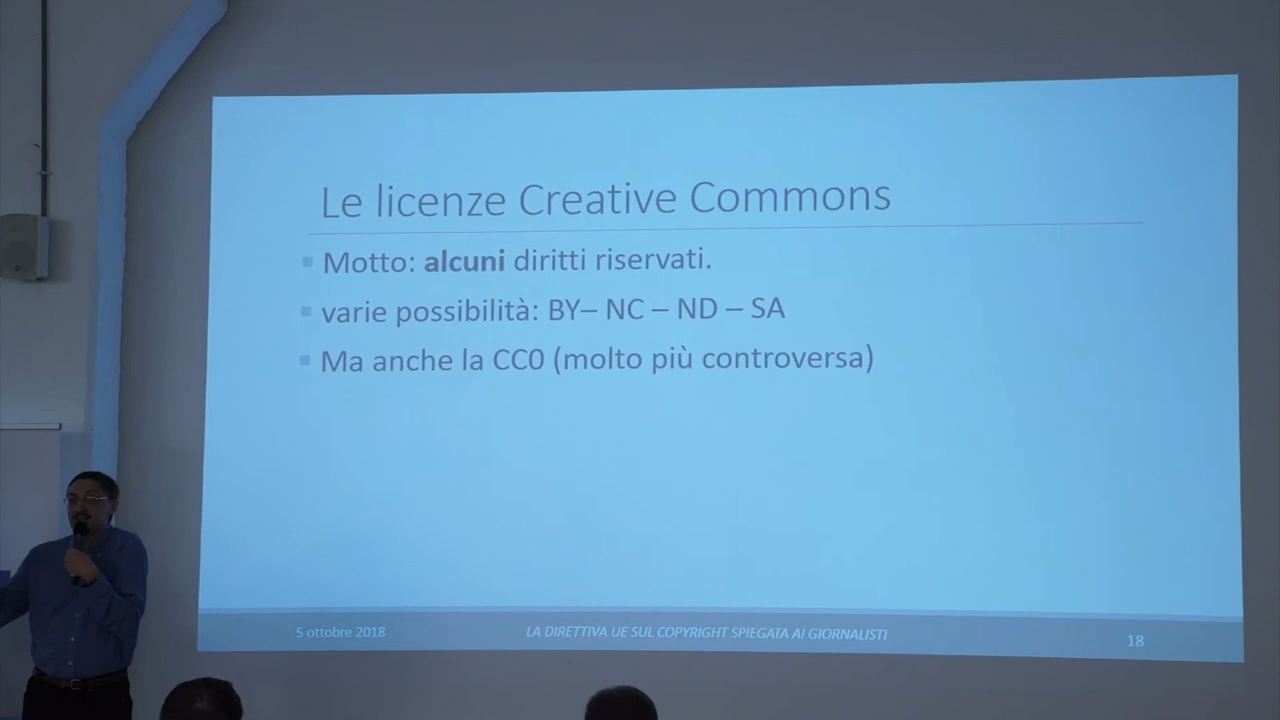 Le licenze Creative Commons
Motto: alcuni diritti riservati.
varie possibilità: BY– NC – ND – SA
Ma anche la CC0 (molto più controversa)
5 ottobre 2018
LA DIRETTIVA UE SUL COPYRIGHT SPIEGATA AI GIORNALISTI
18